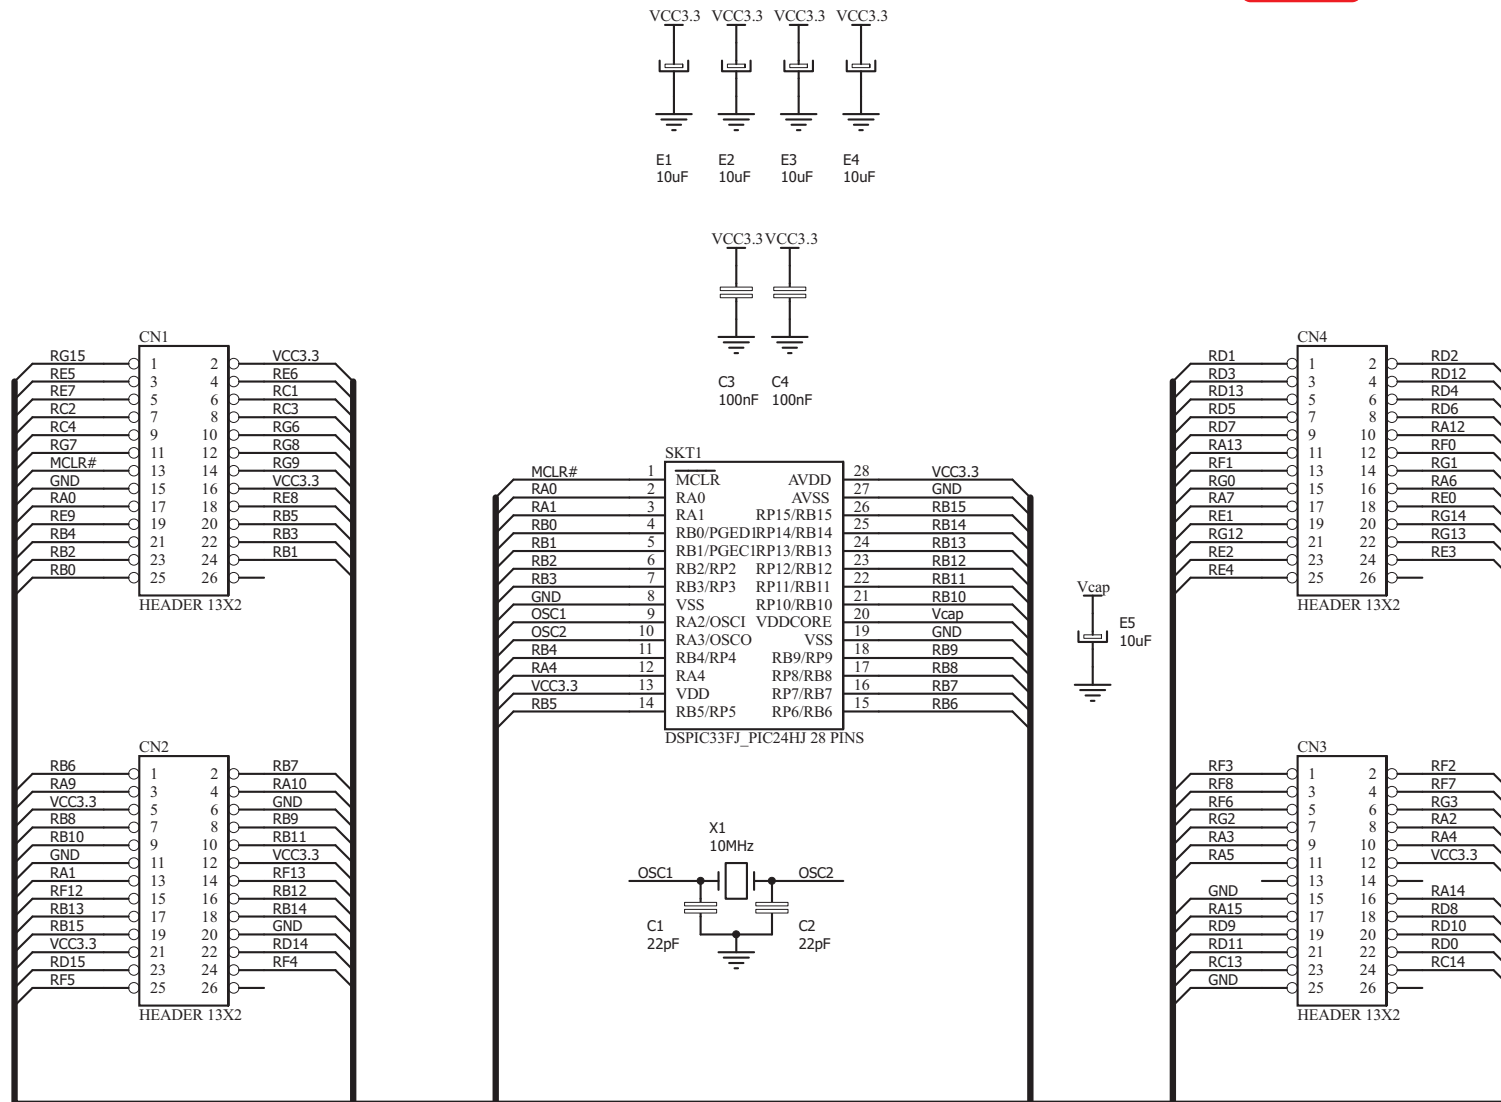 VCC3.3 VCC3.3 VCC3.3 VCC3.3
E1 E2 E3 E4
10uF 10uF 10uF 10uF
VCC3.3 VCC3.3
C3 C4
100nF 100nF
CN1
RG15 1 2 VCC3.3
RE5 3 4 RE6
RE7 5 6 RC1
RC2 7 8 RC3
RC4 9 10 RG6
RG7 11 12 RG8
MCLR# 13 14 RG9
GND 15 16 VCC3.3
RA0 17 18 RE8
RE9 19 20 RB5
RB4 21 22 RB3
RB2 23 24 RB1
RB0 25 26
HEADER 13X2
SKT1
MCLR# 1 MCLR AVDD 28 VCC3.3
RA0 2 RA0 AVSS 27 GND
RA1 3 RA1 RP15/RB15 26 RB15
RB0 4 RB0/PGED1 RP14/RB14 25 RB14
RB1 5 RB1/PGEC1 RP13/RB13 24 RB13
RB2 6 RB2/RP2 RP12/RB12 23 RB12
RB3 7 RB3/RP3 RP11/RB11 22 RB11
GND 8 VSS RP10/RB10 21 RB10
OSC1 9 RA2/OSCI VDDCORE 20 Vcap
OSC2 10 RA3/OSCO VSS 19 GND
RB4 11 RB4/RP4 RB9/RP9 18 RB9
RA4 12 RA4 RP8/RB8 17 RB8
VCC3.3 13 VDD RP7/RB7 16 RB7
RB5 14 RB5/RP5 RP6/RB6 15 RB6
DSPIC33FJ_PIC24HJ 28 PINS
Vcap
E5
10uF
CN4
RD1 1 2 RD2
RD3 3 4 RD12
RD13 5 6 RD4
RD5 7 8 RD6
RD7 9 10 RA12
RA13 11 12 RF0
RF1 13 14 RG1
RG0 15 16 RA6
RA7 17 18 RE0
RE1 19 20 RG14
RG12 21 22 RG13
RE2 23 24 RE3
RE4 25 26
HEADER 13X2
CN2
RB6 1 2 RB7
RA9 3 4 RA10
VCC3.3 5 6 GND
RB8 7 8 RB9
RB10 9 10 RB11
GND 11 12 VCC3.3
RA1 13 14 RF13
RF12 15 16 RB12
RB13 17 18 RB14
RB15 19 20 GND
VCC3.3 21 22 RD14
RD15 23 24 RF4
RF5 25 26
HEADER 13X2
X1
10MHz
OSC1 OSC2
C1 C2
22pF 22pF
CN3
RF3 1 2 RF2
RF8 3 4 RF7
RF6 5 6 RG3
RG2 7 8 RA2
RA3 9 10 RA4
RA5 11 12 VCC3.3
13 14
GND 15 16 RA14
RA15 17 18 RD8
RD9 19 20 RD10
RD11 21 22 RD0
RC13 23 24 RC14
GND 25 26
HEADER 13X2